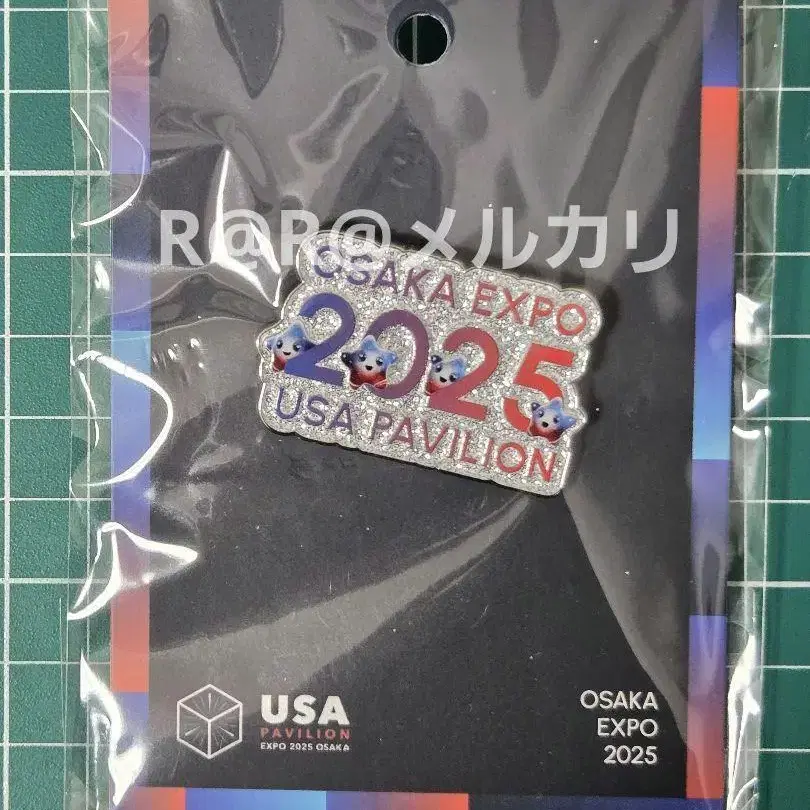 R@R@メルカリ
OSAKA EXPO
2025
USA PAVILION
USA
PAVILION
EXPO 2025 OSAKA
OSAKA
EXPO
2025